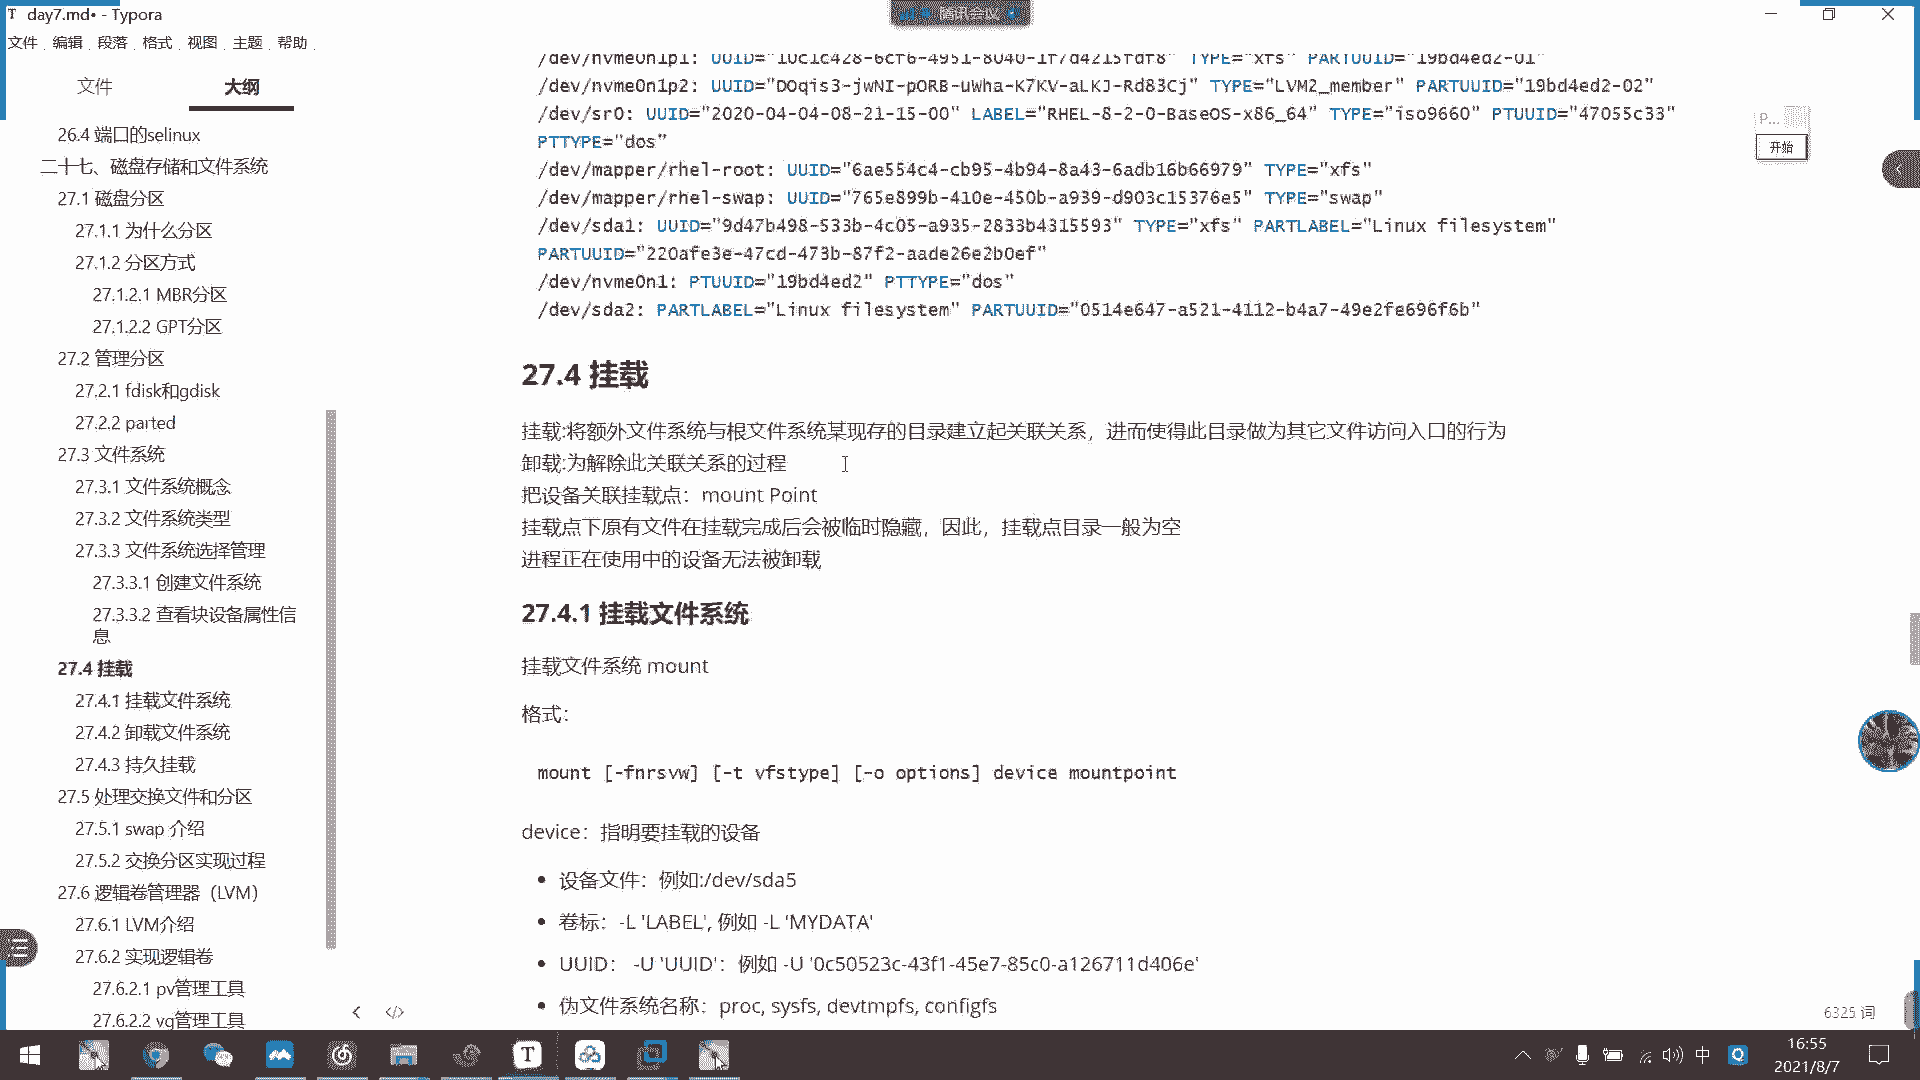 day7.md• - Typora
腾讯会议
文件 编辑 段落 格式 视图 主题 帮助
文件 大纲
26.4 端口的selinux
二十七、磁盘存储和文件系统
27.1 磁盘分区
27.1.1 为什么分区
27.1.2 分区方式
27.1.2.1 MBR分区
27.1.2.2 GPT分区
27.2 管理分区
27.2.1 fdisk和gdisk
27.2.2 parted
27.3 文件系统
27.3.1 文件系统概念
27.3.2 文件系统类型
27.3.3 文件系统选择管理
27.3.3.1 创建文件系统
27.3.3.2 查看块设备属性信
息
27.4 挂载
27.4.1 挂载文件系统
27.4.2 卸载文件系统
27.4.3 持久挂载
27.5 处理交换文件和分区
27.5.1 swap 介绍
27.5.2 交换分区实现过程
27.6 逻辑卷管理器（LVM）
27.6.1 LVM介绍
27.6.2 实现逻辑卷
27.6.2.1 pv管理工具
27.6.2.2 vg管理工具
/dev/nvme0n1p1: UUID="10c1c428-6cf6-4951-8040-1f7d4215fdf8" TYPE="xfs" PARTUUID="19bd4ed2-01"
/dev/nvme0n1p2: UUID="DOqis3-jwNI-pORB-uWha-K7KV-aLKJ-Rd83Cj" TYPE="LVM2_member" PARTUUID="19bd4ed2-02"
/dev/sr0: UUID="2020-04-04-08-21-15-00" LABEL="RHEL-8-2-0-BaseOS-x86_64" TYPE="iso9660" PTUUID="47055c33"
PTTYPE="dos"
/dev/mapper/rhel-root: UUID="6ae554c4-cb95-4b94-8a43-6adb16b66979" TYPE="xfs"
/dev/mapper/rhel-swap: UUID="765e899b-410e-450b-a939-d903c15376e5" TYPE="swap"
/dev/sda1: UUID="9d47b498-533b-4c05-a935-2833b4315593" TYPE="xfs" PARTLABEL="Linux filesystem"
PARTUUID="220afe3e-47cd-473b-87f2-aade26e2b0ef"
/dev/nvme0n1: PTUUID="19bd4ed2" PTTYPE="dos"
/dev/sda2: PARTLABEL="Linux filesystem" PARTUUID="0514e647-a521-4112-b4a7-49e2fe696f6b"
27.4 挂载
挂载:将额外文件系统与根文件系统某现存的目录建立起关联关系，进而使得此目录做为其它文件访问入口的行为
卸载:为解除此关联关系的过程
把设备关联挂载点：mount Point
挂载点下原有文件在挂载完成后会被临时隐藏，因此，挂载点目录一般为空
进程正在使用中的设备无法被卸载
27.4.1 挂载文件系统
挂载文件系统 mount
格式：
mount [-fnrsvw] [-t vfstype] [-o options] device mountpoint
device：指明要挂载的设备
• 设备文件：例如:/dev/sda5
• 卷标：-L 'LABEL', 例如 -L 'MYDATA'
• UUID： -U 'UUID'：例如 -U '0c50523c-43f1-45e7-85c0-a126711d406e'
• 伪文件系统名称：proc, sysfs, devtmpfs, configfs
P...
开始
6325 词
中
16:55
2021/8/7